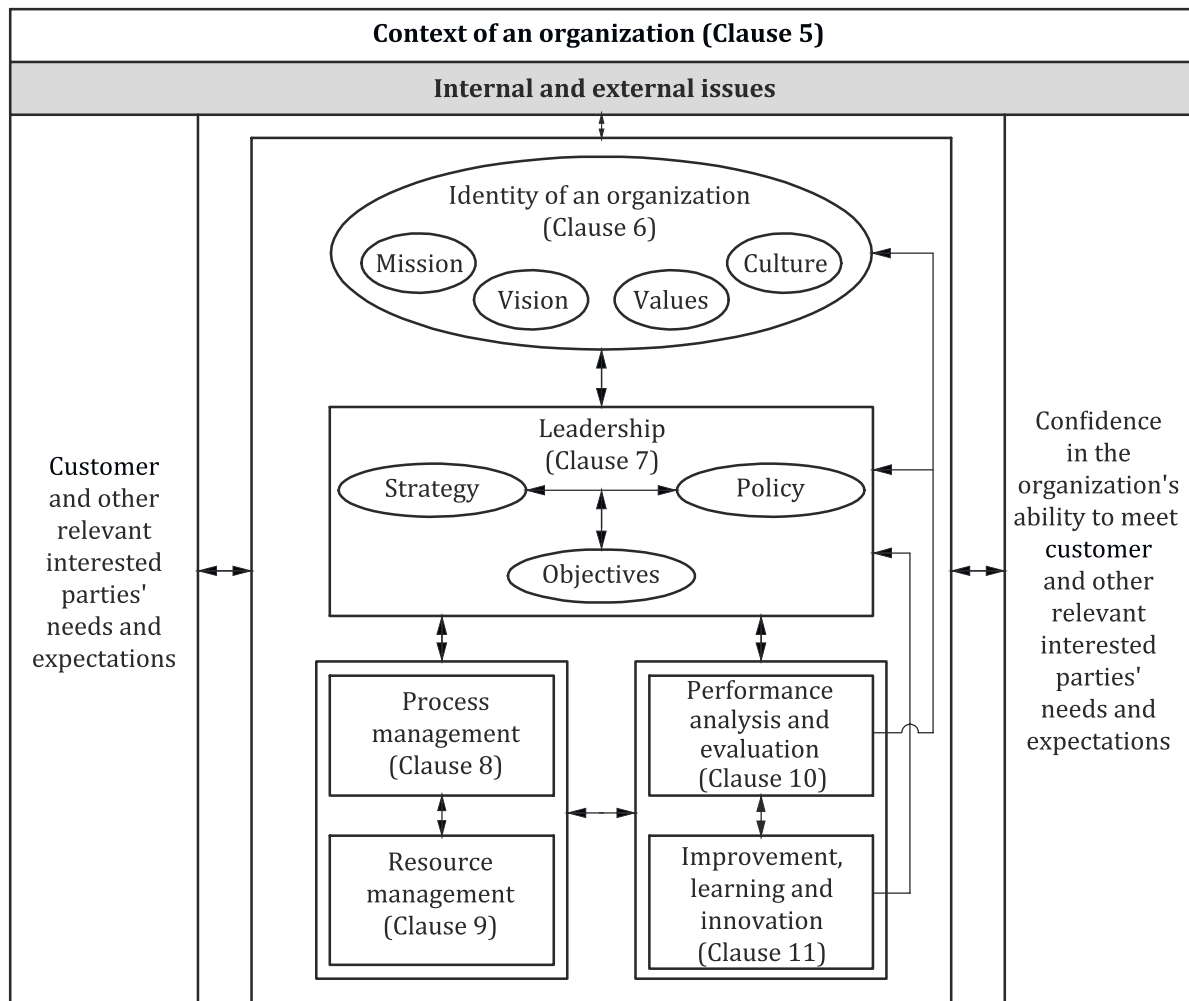 Context of an organization (Clause 5)
Internal and external issues
Customer
and other
relevant
interested
parties'
needs and
expectations
Identity of an organization
(Clause 6)
Mission
Vision
Values
Culture
Leadership
(Clause 7)
Strategy
Policy
Objectives
Process
management
(Clause 8)
Resource
management
(Clause 9)
Performance
analysis and
evaluation
(Clause 10)
Improvement,
learning and
innovation
(Clause 11)
Confidence
in the
organization's
ability to meet
customer
and other
relevant
interested
parties'
needs and
expectations